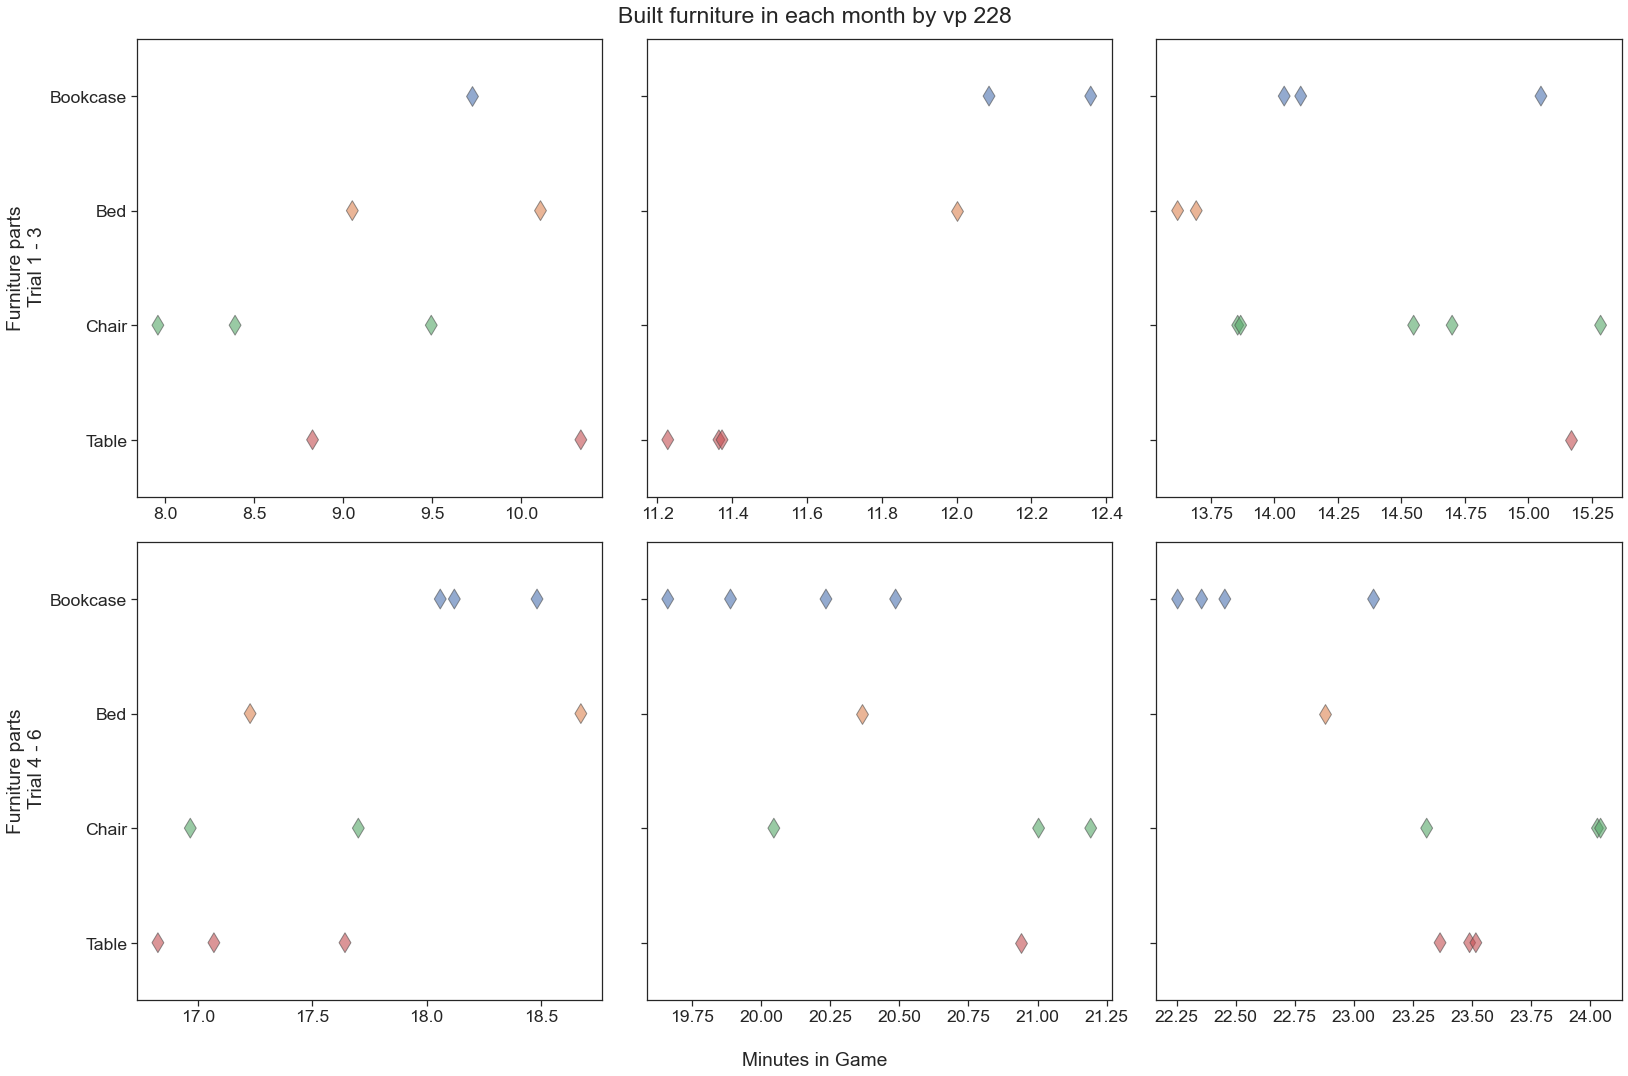 Built furniture in each month by vp 228
Furniture parts
Trial 1 - 3
Bookcase
Bed
Chair
Table
8.0 8.5 9.0 9.5 10.0
11.2 11.4 11.6 11.8 12.0 12.2 12.4
13.75 14.00 14.25 14.50 14.75 15.00 15.25
Furniture parts
Trial 4 - 6
Bookcase
Bed
Chair
Table
17.0 17.5 18.0 18.5
19.75 20.00 20.25 20.50 20.75 21.00 21.25
22.25 22.50 22.75 23.00 23.25 23.50 23.75 24.00
Minutes in Game